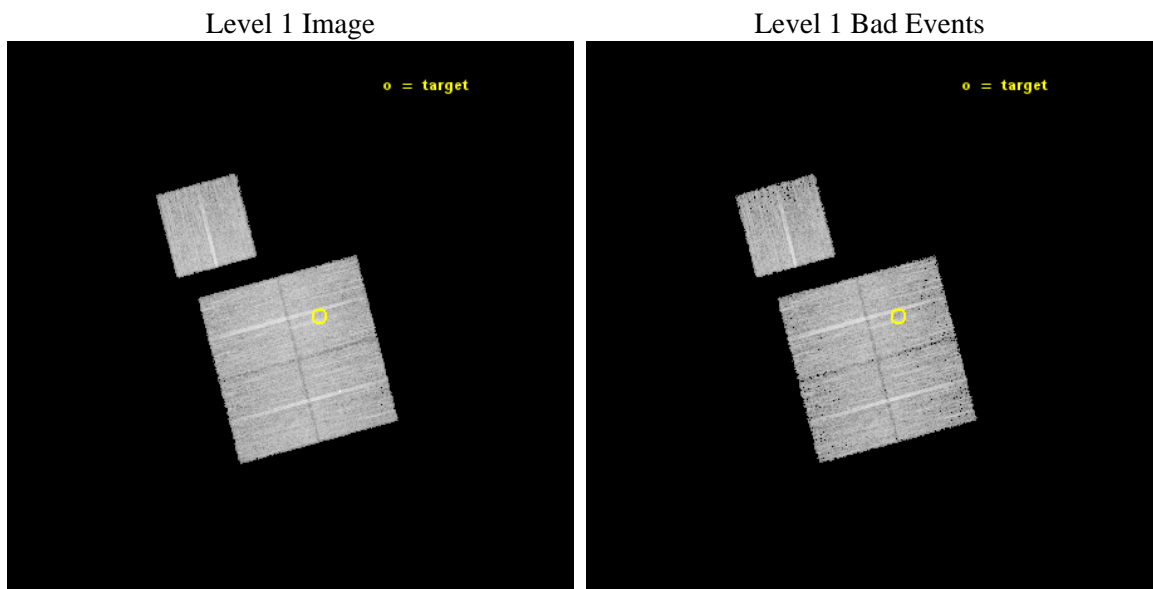 Level 1 Image
Level 1 Bad Events
o = target
o = target